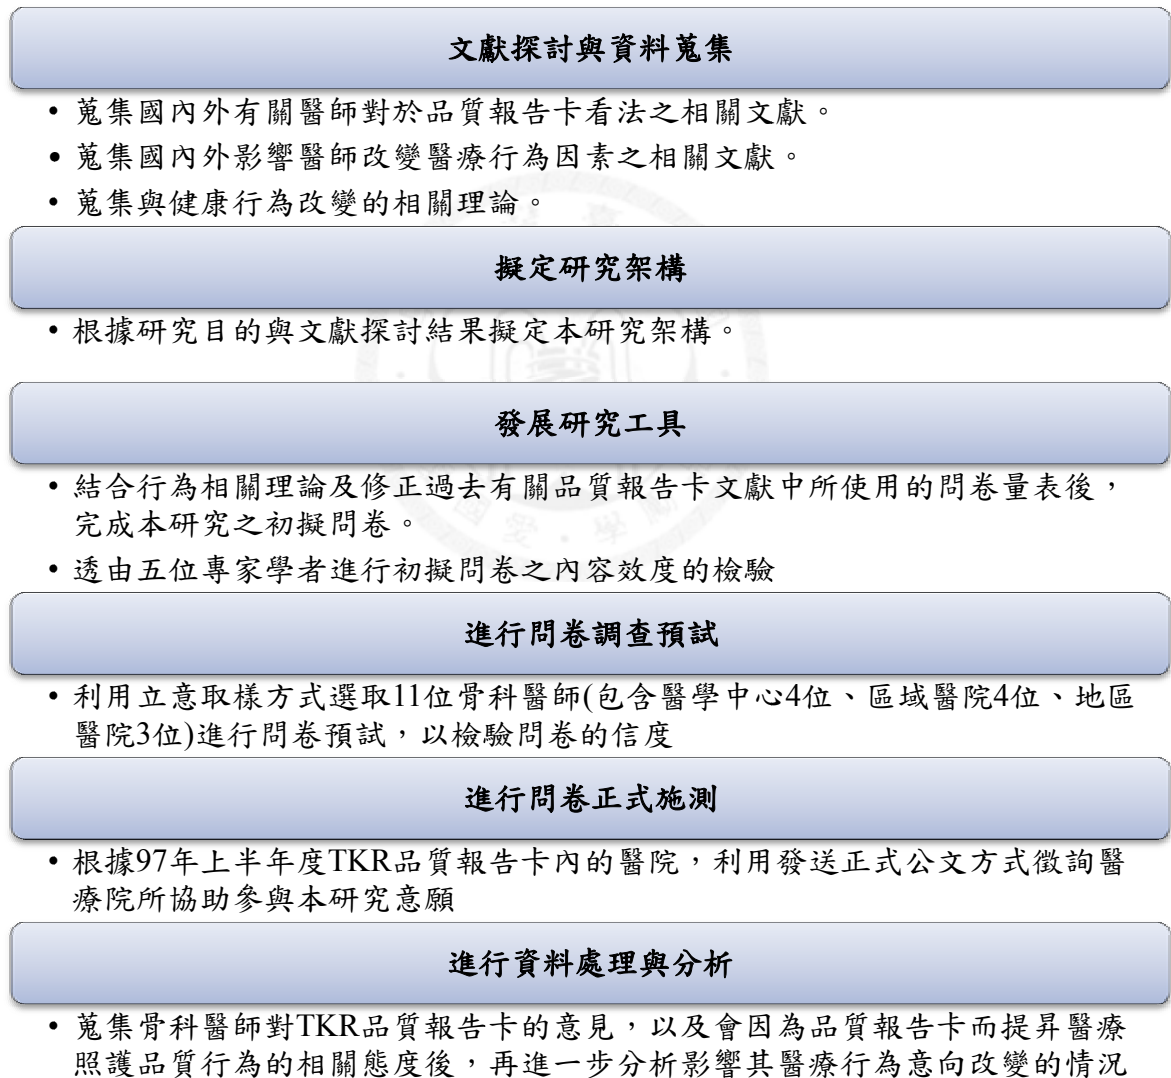 文獻探討與資料蒐集
• 蒐集國內外有關醫師對於品質報告卡看法之相關文獻。
• 蒐集國內外影響醫師改變醫療行為因素之相關文獻。
• 蒐集與健康行為改變的相關理論。
擬定研究架構
• 根據研究目的與文獻探討結果擬定本研究架構。
發展研究工具
• 結合行為相關理論及修正過去有關品質報告卡文獻中所使用的問卷量表後，
完成本研究之初擬問卷。
• 透由五位專家學者進行初擬問卷之內容效度的檢驗
進行問卷調查預試
• 利用立意取樣方式選取11位骨科醫師(包含醫學中心4位、區域醫院4位、地區
醫院3位)進行問卷預試，以檢驗問卷的信度
進行問卷正式施測
• 根據97年上半年度TKR品質報告卡內的醫院，利用發送正式公文方式徵詢醫
療院所協助參與本研究意願
進行資料處理與分析
• 蒐集骨科醫師對TKR品質報告卡的意見，以及會因為品質報告卡而提昇醫療
照護品質行為的相關態度後，再進一步分析影響其醫療行為意向改變的情況